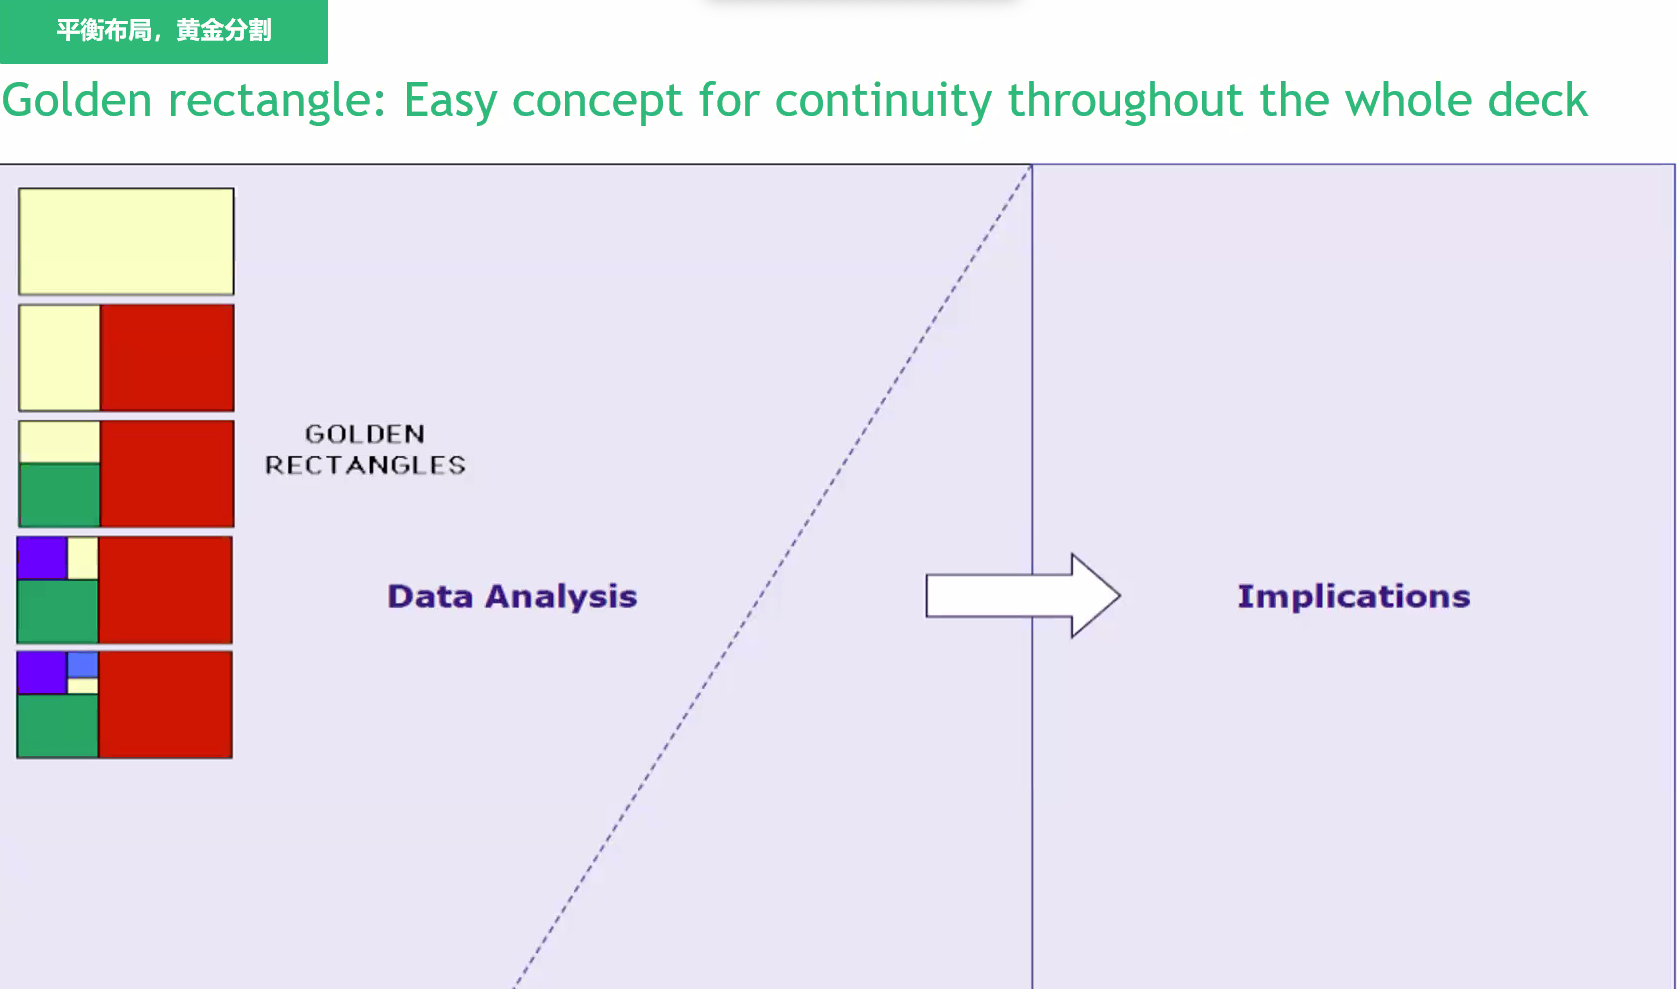 平衡布局，黄金分割
Golden rectangle: Easy concept for continuity throughout the whole deck
GOLDEN
RECTANGLES
Data Analysis
Implications